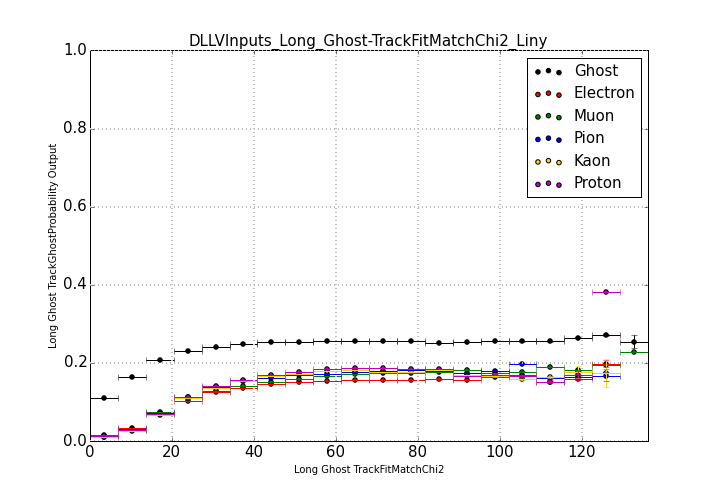 DLLVInputs_Long_Ghost-TrackFitMatchChi2_Liny
1.0
0.8
0.6
0.4
0.2
0.0
Long Ghost TrackGhostProbability Output
Ghost
Electron
Muon
Pion
Kaon
Proton
0 20 40 60 80 100 120
Long Ghost TrackFitMatchChi2